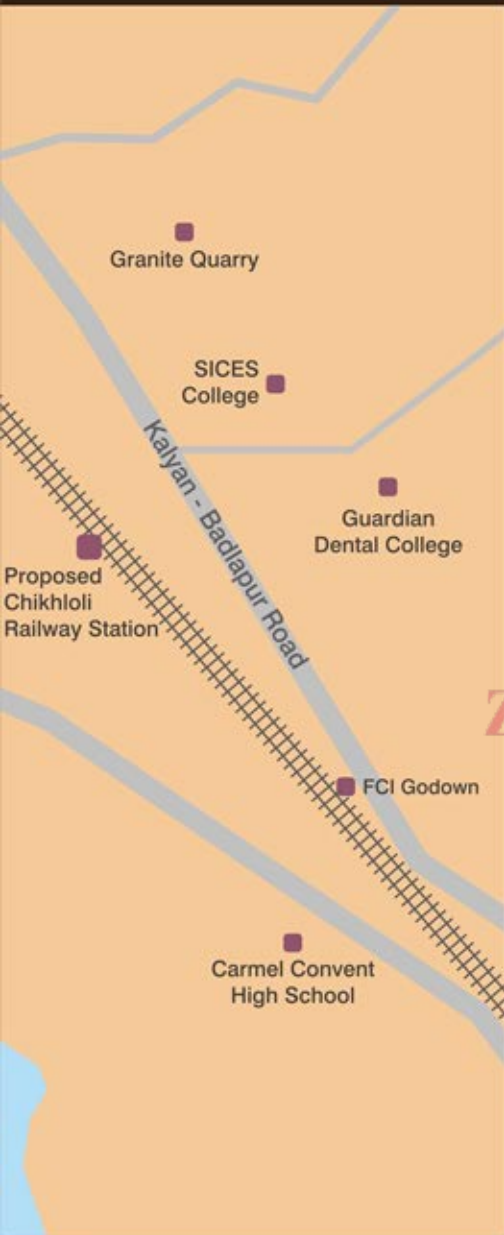 Granite Quarry
SICES
College
Kalyan - Badlapur Road
Guardian
Dental College
Proposed
Chikhloli
Railway Station
Z
FCI Godown
Carmel Convent
High School